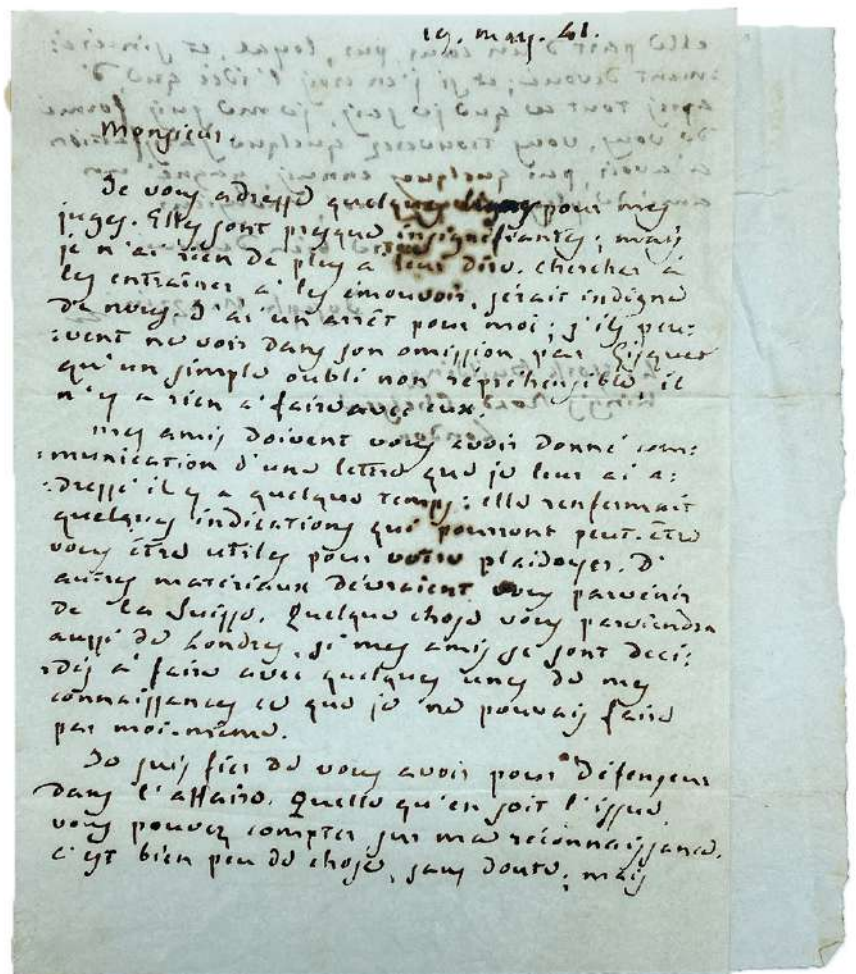 19. mars. 41.
Monsieur.
Je vous adresse quelques lignes pour mes
juges. Elles sont presque insignifiantes; mais
je n'ai rien de plus à leur dire. Chercher à
les entraîner à les émouvoir, serait indigne
de nous. J'ai un arrêt pour moi; s'ils peu:
:vent ne voir dans son omission par Gisquet
qu'un simple oubli non repréhensible il
n'y a rien à faire avec eux.
mes amis doivent vous avoir donné com:
:munication d'une lettre que je leur ai a:
:dressé il y a quelque temps: elle renfermait
quelques indications qui pourront peut-être
vous être utiles pour votre plaidoyer. D'
autres matériaux devraient vous parvenir
de la Suisse. Quelque chose vous parviendra
aussi de Londres, si mes amis se sont déci:
:dés à faire avec quelques unes de mes
connaissances ce que je ne pouvais faire
par moi-même.
Je suis fier de vous avoir pour défenseur
dans l'affaire. Quelle qu'en soit l'issue
vous pouvez compter sur ma reconnaissance.
c'est bien peu de chose, sans doute; mais